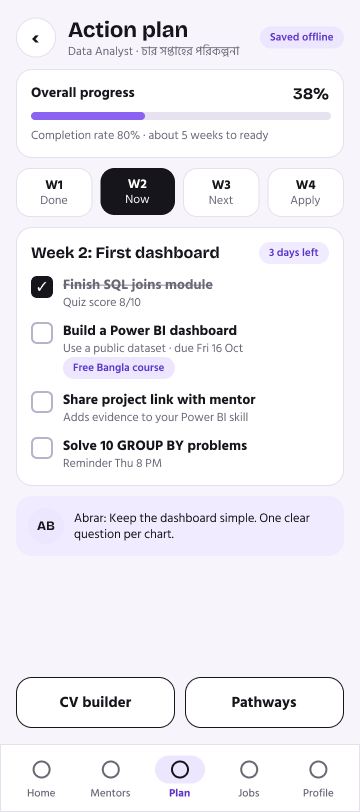 Action plan
Data Analyst · চার সপ্তাহের পরিকল্পনা
Saved offline
Overall progress
38%
Completion rate 80% · about 5 weeks to ready
W1
Done
W2
Now
W3
Next
W4
Apply
Week 2: First dashboard
3 days left
Finish SQL joins module
Quiz score 8/10
Build a Power BI dashboard
Use a public dataset · due Fri 16 Oct
Free Bangla course
Share project link with mentor
Adds evidence to your Power BI skill
Solve 10 GROUP BY problems
Reminder Thu 8 PM
AB
Abrar: Keep the dashboard simple. One clear
question per chart.
CV builder
Pathways
Home
Mentors
Plan
Jobs
Profile